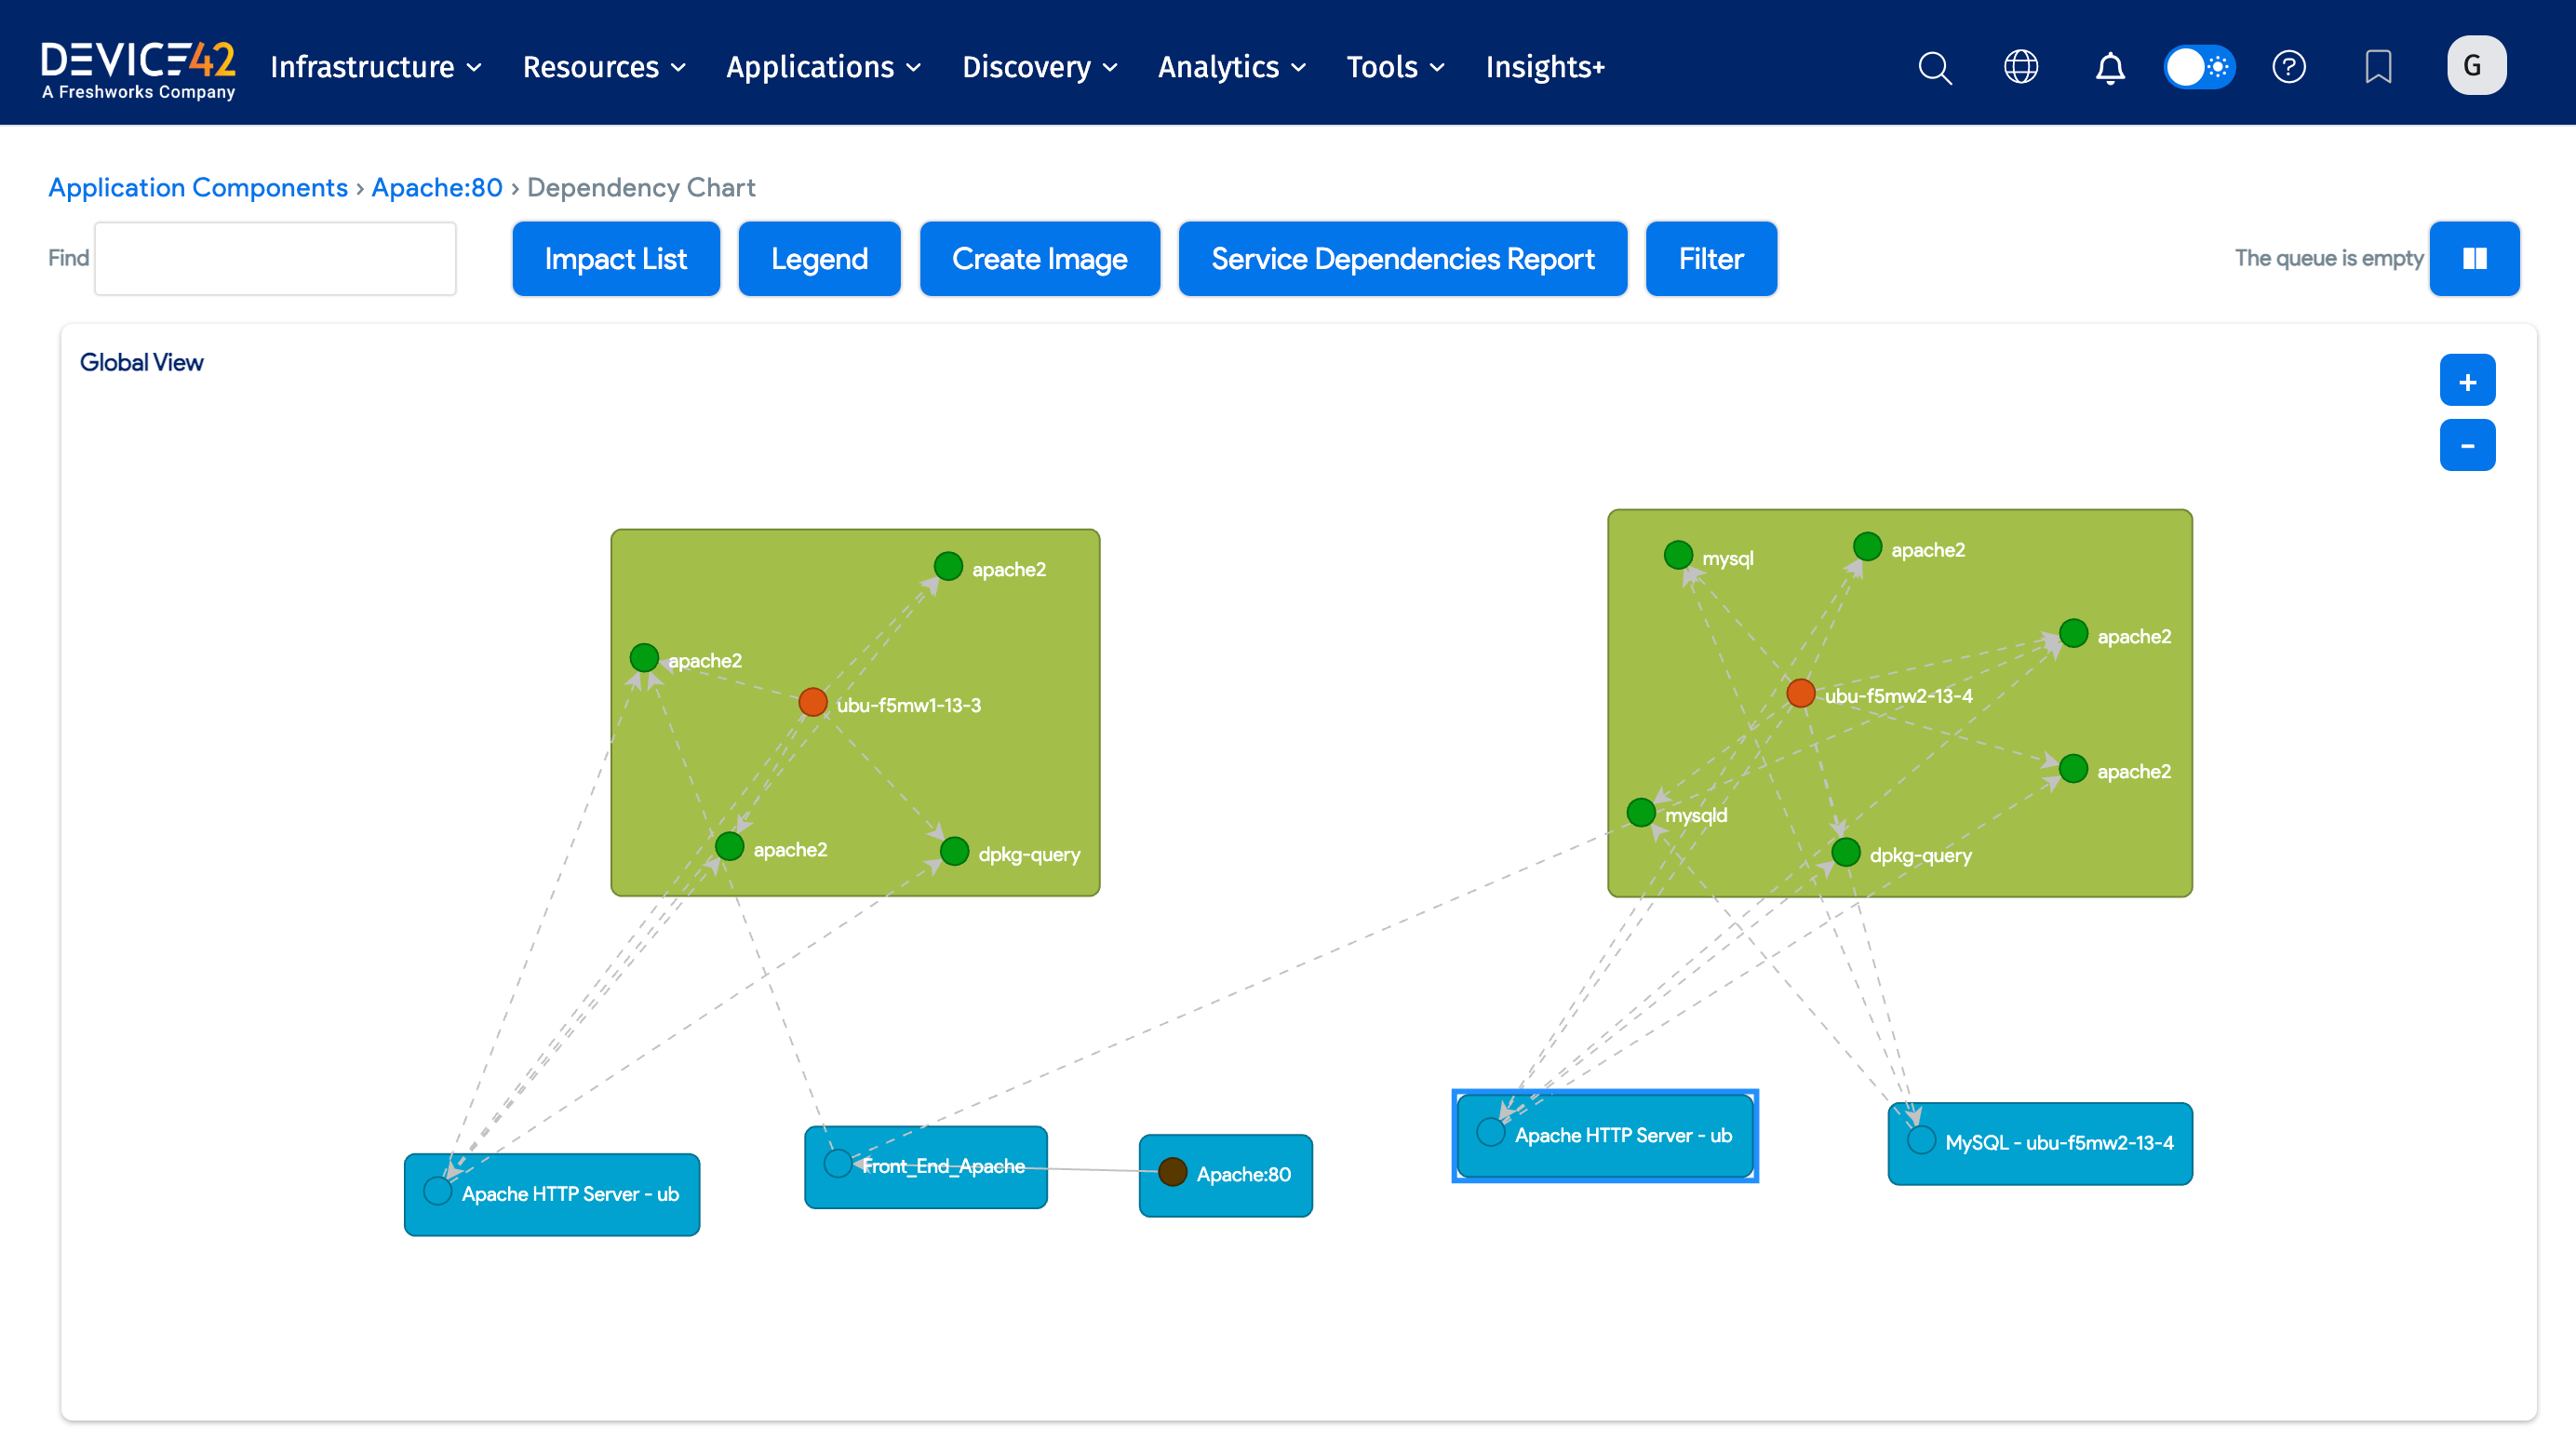 DEVICE42
A Freshworks Company
Infrastructure
Resources
Applications
Discovery
Analytics
Tools
Insights+
?
G
Application Components › Apache:80 › Dependency Chart
Find
Impact List
Legend
Create Image
Service Dependencies Report
Filter
The queue is empty
Global View
+
-
apache2
apache2
ubu-f5mw1-13-3
apache2
dpkg-query
mysql
apache2
apache2
ubu-f5mw2-13-4
apache2
mysqld
dpkg-query
Apache HTTP Server - ub
Front_End_Apache
Apache:80
Apache HTTP Server - ub
MySQL - ubu-f5mw2-13-4